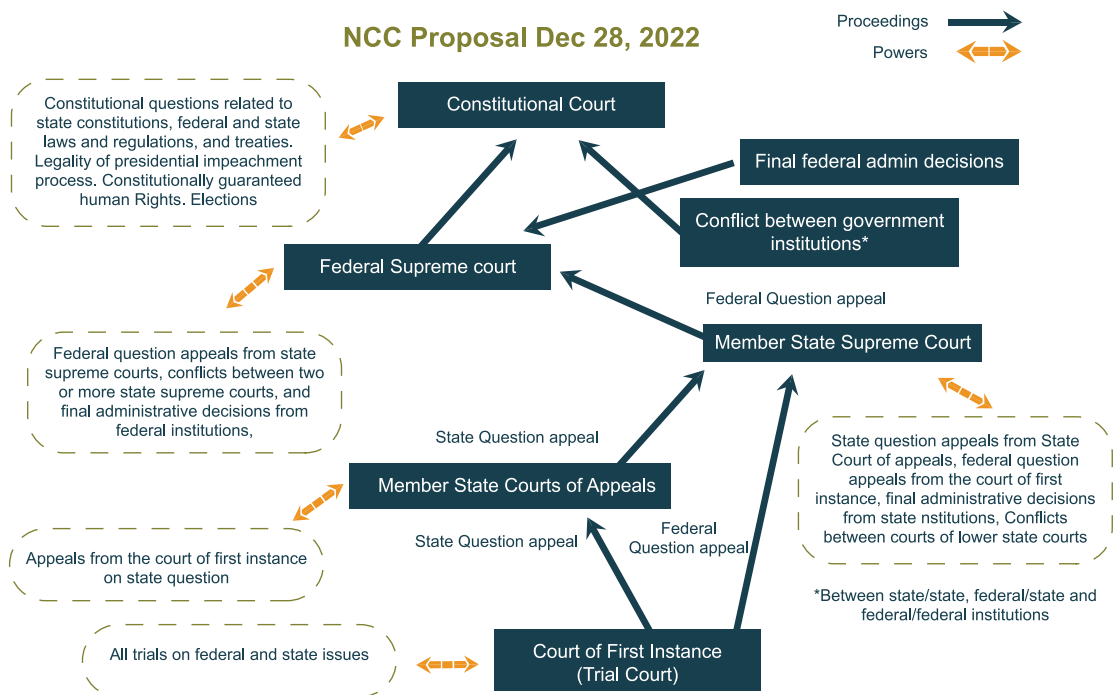 NCC Proposal Dec 28, 2022
Proceedings
Powers
Constitutional questions related to
state constitutions, federal and state
laws and regulations, and treaties.
Legality of presidential impeachment
process. Constitutionally guaranteed
human Rights. Elections
Constitutional Court
Final federal admin decisions
Conflict between government
institutions*
Federal Supreme court
Federal Question appeal
Member State Supreme Court
Federal question appeals from state
supreme courts, conflicts between two
or more state supreme courts, and
final administrative decisions from
federal institutions,
State Question appeal
State question appeals from State
Court of appeals, federal question
appeals from the court of first
instance, final administrative decisions
from state nstitutions, Conflicts
between courts of lower state courts
Member State Courts of Appeals
State Question appeal
Federal
Question appeal
Appeals from the court of first instance
on state question
*Between state/state, federal/state and
federal/federal institutions
All trials on federal and state issues
Court of First Instance
(Trial Court)